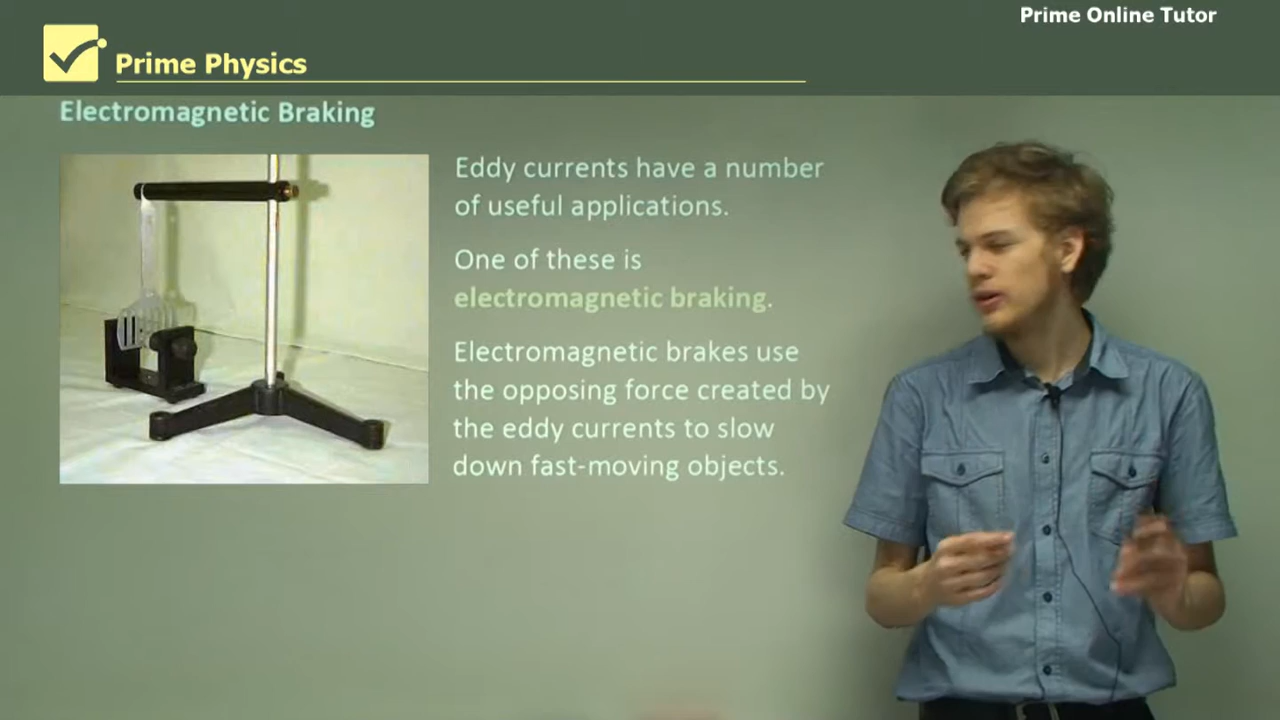 Prime Online Tutor
Prime Physics
Electromagnetic Braking
Eddy currents have a number
of useful applications.
One of these is
electromagnetic braking.
Electromagnetic brakes use
the opposing force created by
the eddy currents to slow
down fast-moving objects.